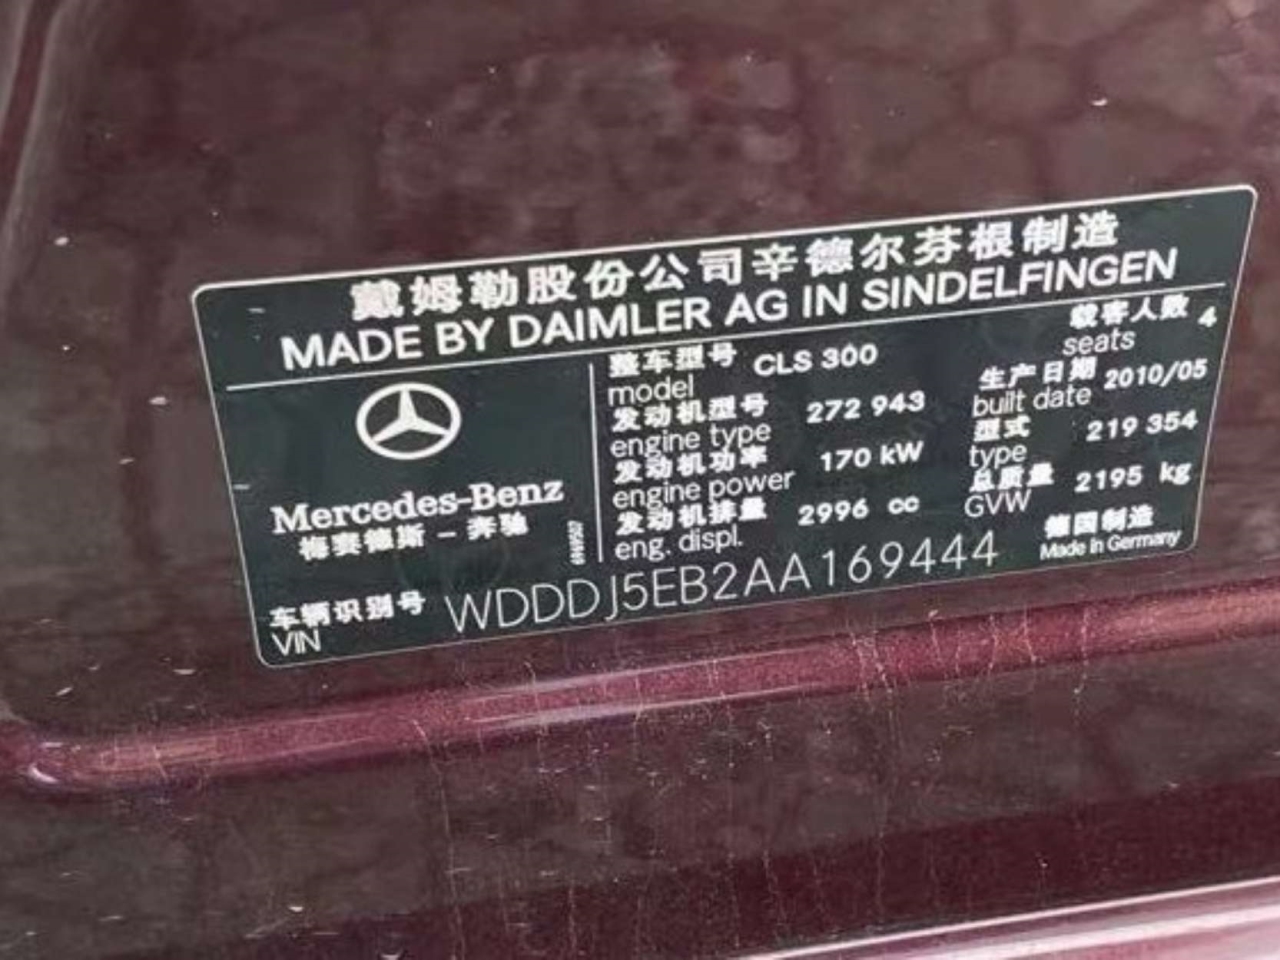 戴姆勒股份公司辛德尔芬根制造
MADE BY DAIMLER AG IN SINDELFINGEN
Mercedes-Benz
梅赛德斯－奔驰
整车型号 CLS 300
model
载客人数 4
seats
发动机型号 272 943
engine type
生产日期 2010/05
built date
发动机功率 170 kW
engine power
型式 219 354
type
发动机排量 2996 cc
eng. displ.
总质量 2195 kg
GVW
德国制造
Made in Germany
车辆识别号 WDDDJ5EB2AA169444
VIN